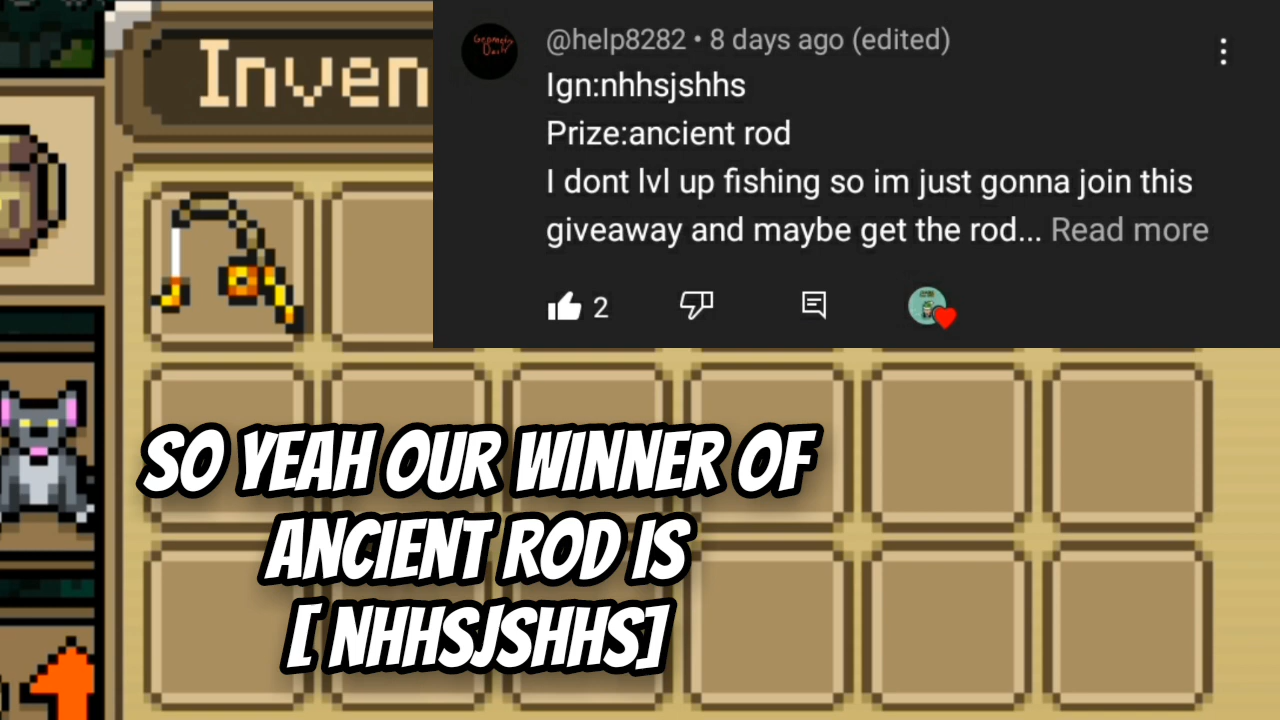 Inven
Geometry
Dash
@help8282 • 8 days ago (edited)
Ign:nhhsjshhs
Prize:ancient rod
I dont lvl up fishing so im just gonna join this
giveaway and maybe get the rod... Read more
2
SO YEAH OUR WINNER OF
ANCIENT ROD IS
[ NHHSJSHHS]